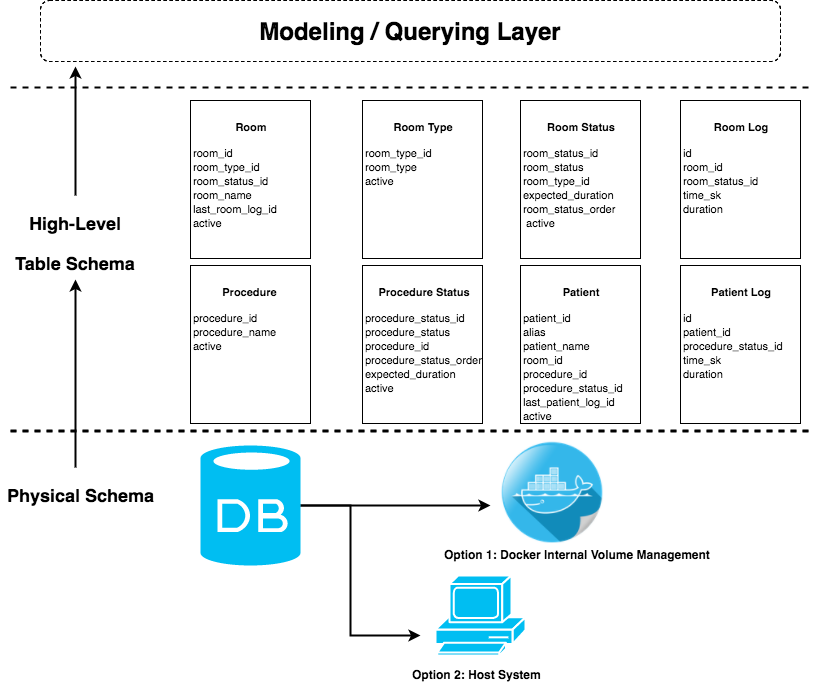 Modeling / Querying Layer
High-Level
Table Schema
Room
room_id
room_type_id
room_status_id
room_name
last_room_log_id
active
Room Type
room_type_id
room_type
active
Room Status
room_status_id
room_status
room_type_id
expected_duration
room_status_order
active
Room Log
id
room_id
room_status_id
time_sk
duration
Procedure
procedure_id
procedure_name
active
Procedure Status
procedure_status_id
procedure_status
procedure_id
procedure_status_order
expected_duration
active
Patient
patient_id
alias
patient_name
room_id
procedure_id
procedure_status_id
last_patient_log_id
active
Patient Log
id
patient_id
procedure_status_id
time_sk
duration
Physical Schema
DB
Option 1: Docker Internal Volume Management
Option 2: Host System